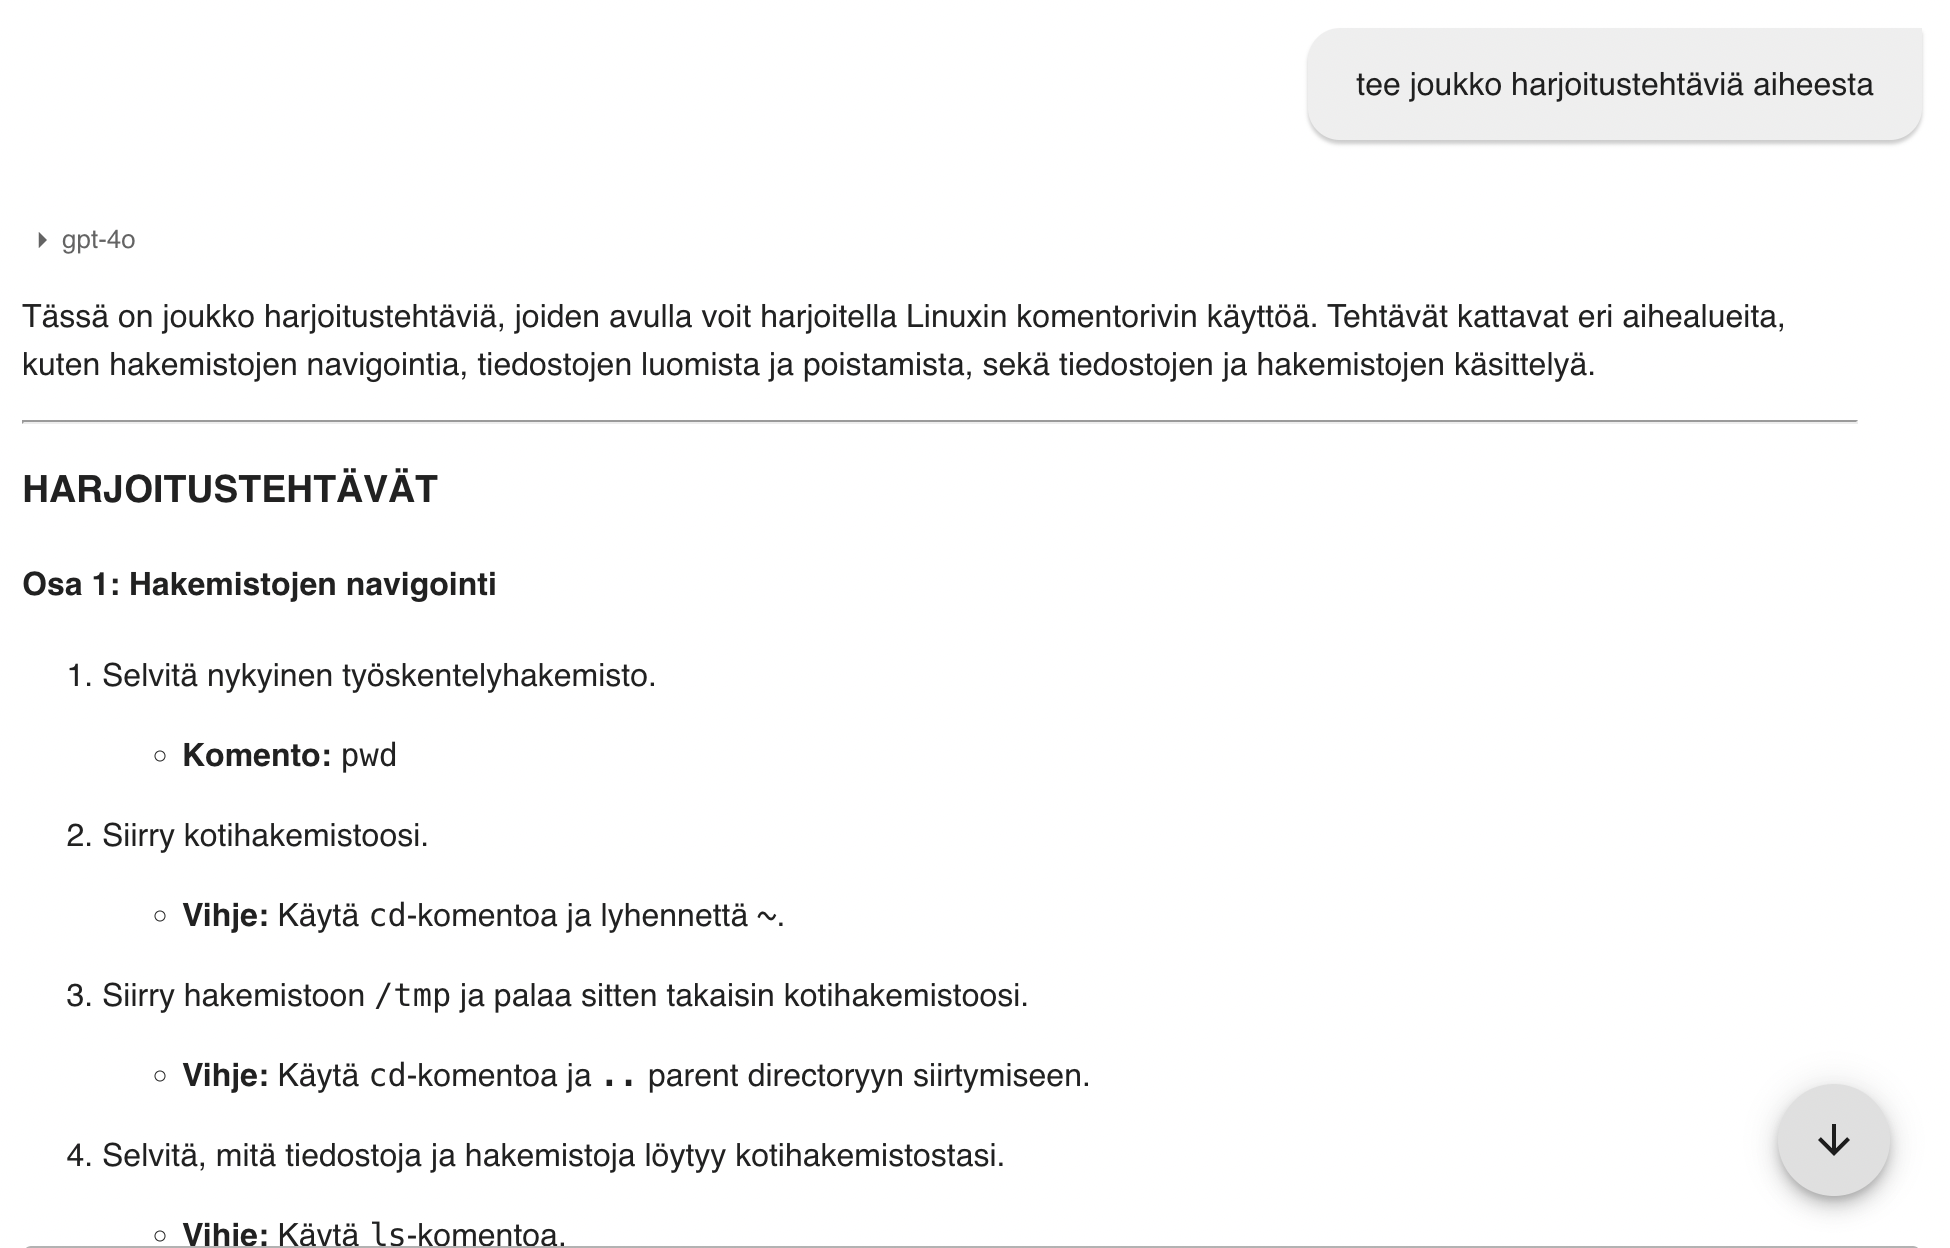 tee joukko harjoitustehtäviä aiheesta
gpt-4o
Tässä on joukko harjoitustehtäviä, joiden avulla voit harjoitella Linuxin komentorivin käyttöä. Tehtävät kattavat eri aihealueita,
kuten hakemistojen navigointia, tiedostojen luomista ja poistamista, sekä tiedostojen ja hakemistojen käsittelyä.
HARJOITUSTEHTÄVÄT
Osa 1: Hakemistojen navigointi
1. Selvitä nykyinen työskentelyhakemisto.
Komento: pwd
2. Siirry kotihakemistoosi.
Vihje: Käytä cd-komentoa ja lyhennettä ~.
3. Siirry hakemistoon /tmp ja palaa sitten takaisin kotihakemistoosi.
Vihje: Käytä cd-komentoa ja .. parent directoryyn siirtymiseen.
4. Selvitä, mitä tiedostoja ja hakemistoja löytyy kotihakemistostasi.
Vihje: Käytä ls-komentoa.